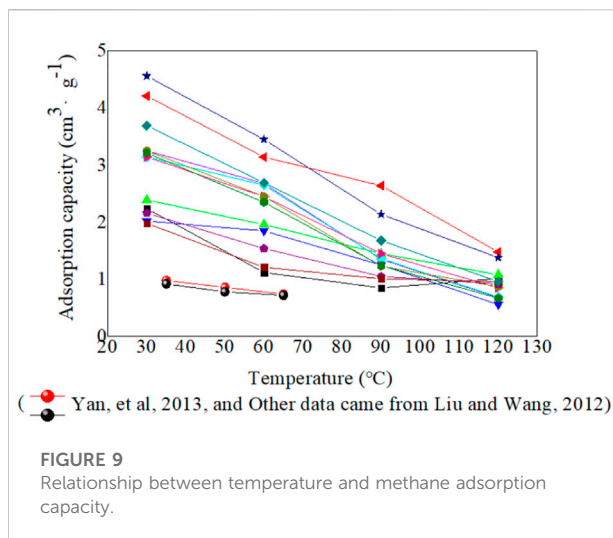 5
4
3
2
1
0
Adsorption capacity (cm³· g⁻¹)
20 30 40 50 60 70 80 90 100 110 120 130
Temperature (°C)
( Yan, et al, 2013, and Other data came from Liu and Wang, 2012)
FIGURE 9
Relationship between temperature and methane adsorption
capacity.